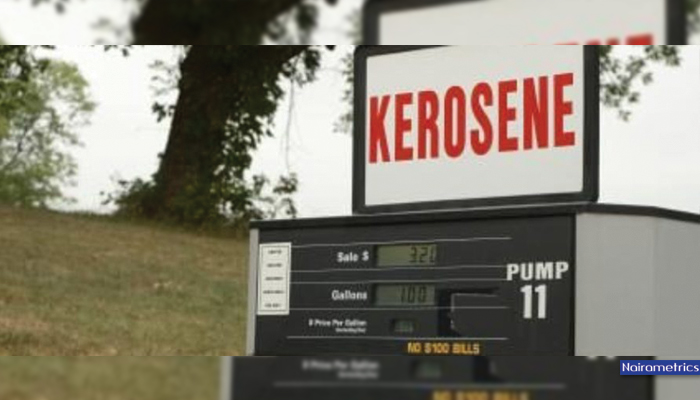 KEROSENE
Sale $ 3.20
Gallons 1.00
PUMP
11
$ Price Per Gallon
NO $100 BILLS
Nairametrics